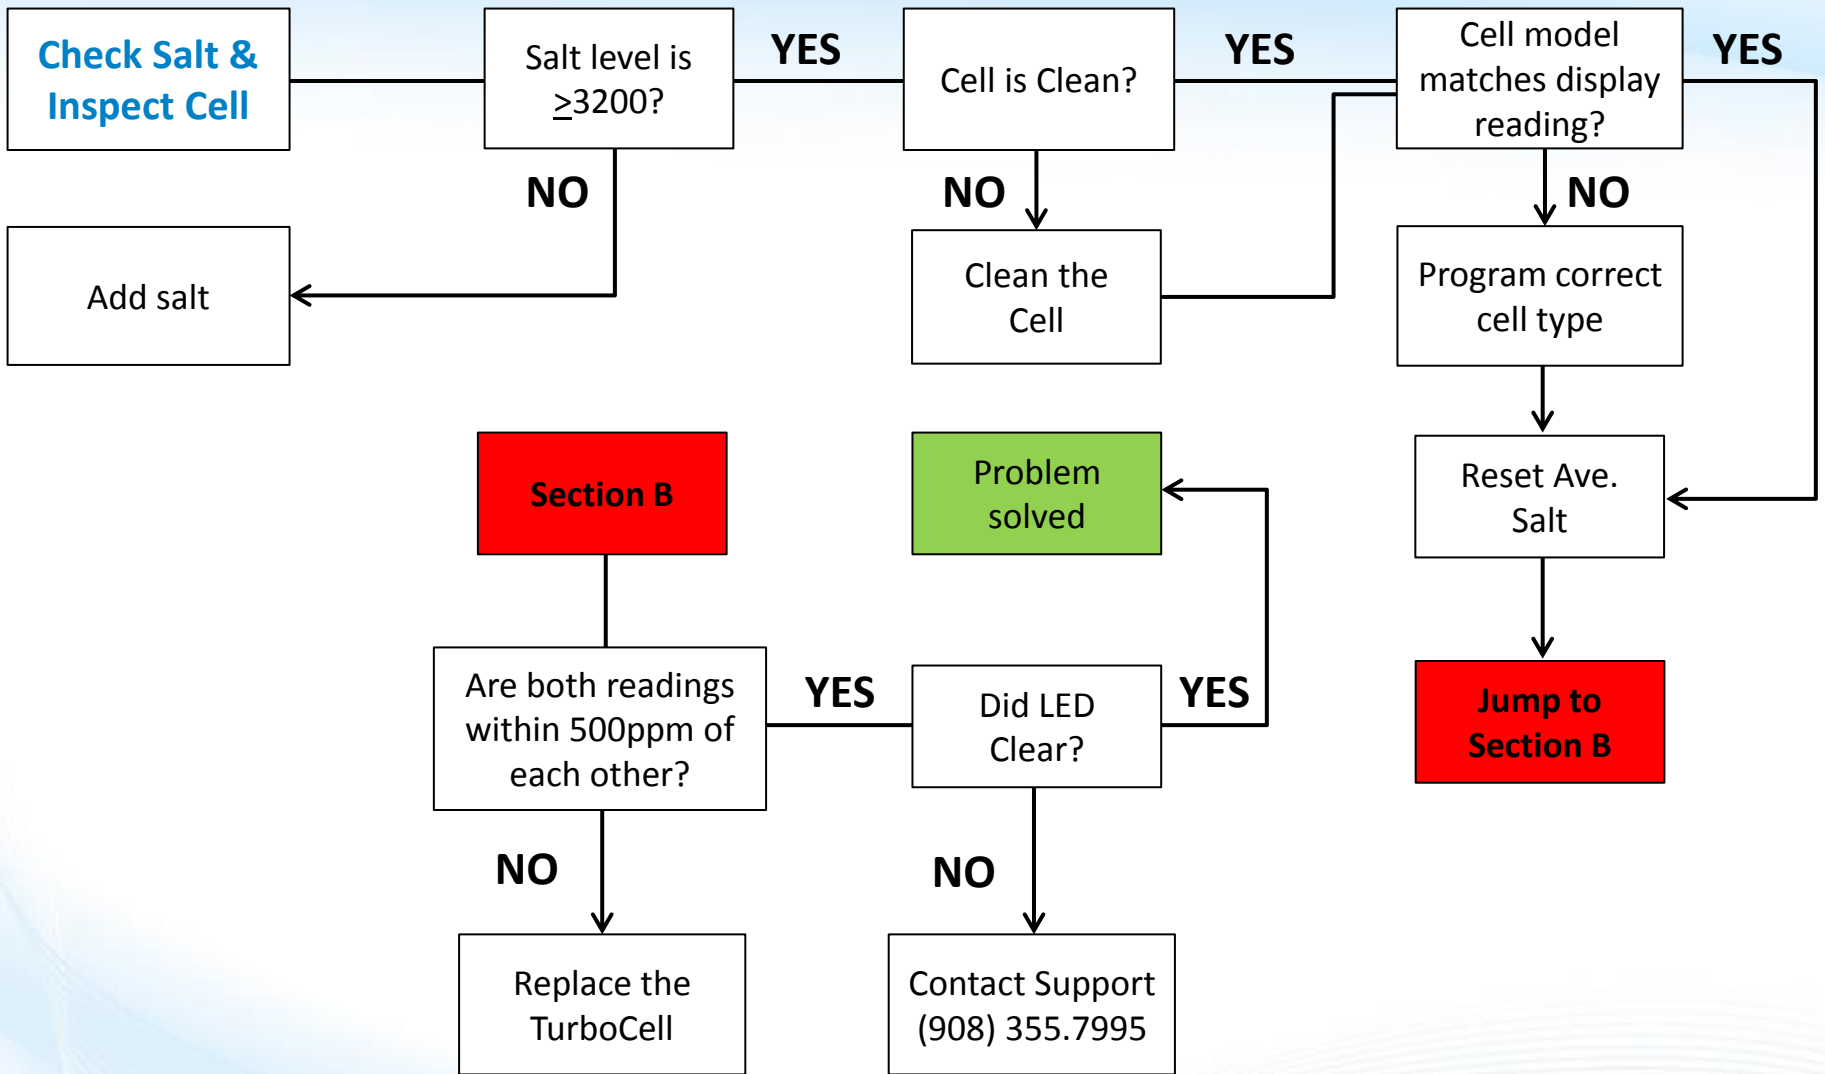 Check Salt &
Inspect Cell
Salt level is
≥3200?
YES
Cell is Clean?
YES
Cell model
matches display
reading?
YES
NO
NO
NO
Add salt
Clean the
Cell
Program correct
cell type
Section B
Problem
solved
Reset Ave.
Salt
Are both readings
within 500ppm of
each other?
YES
Did LED
Clear?
YES
Jump to
Section B
NO
NO
Replace the
TurboCell
Contact Support
(908) 355.7995